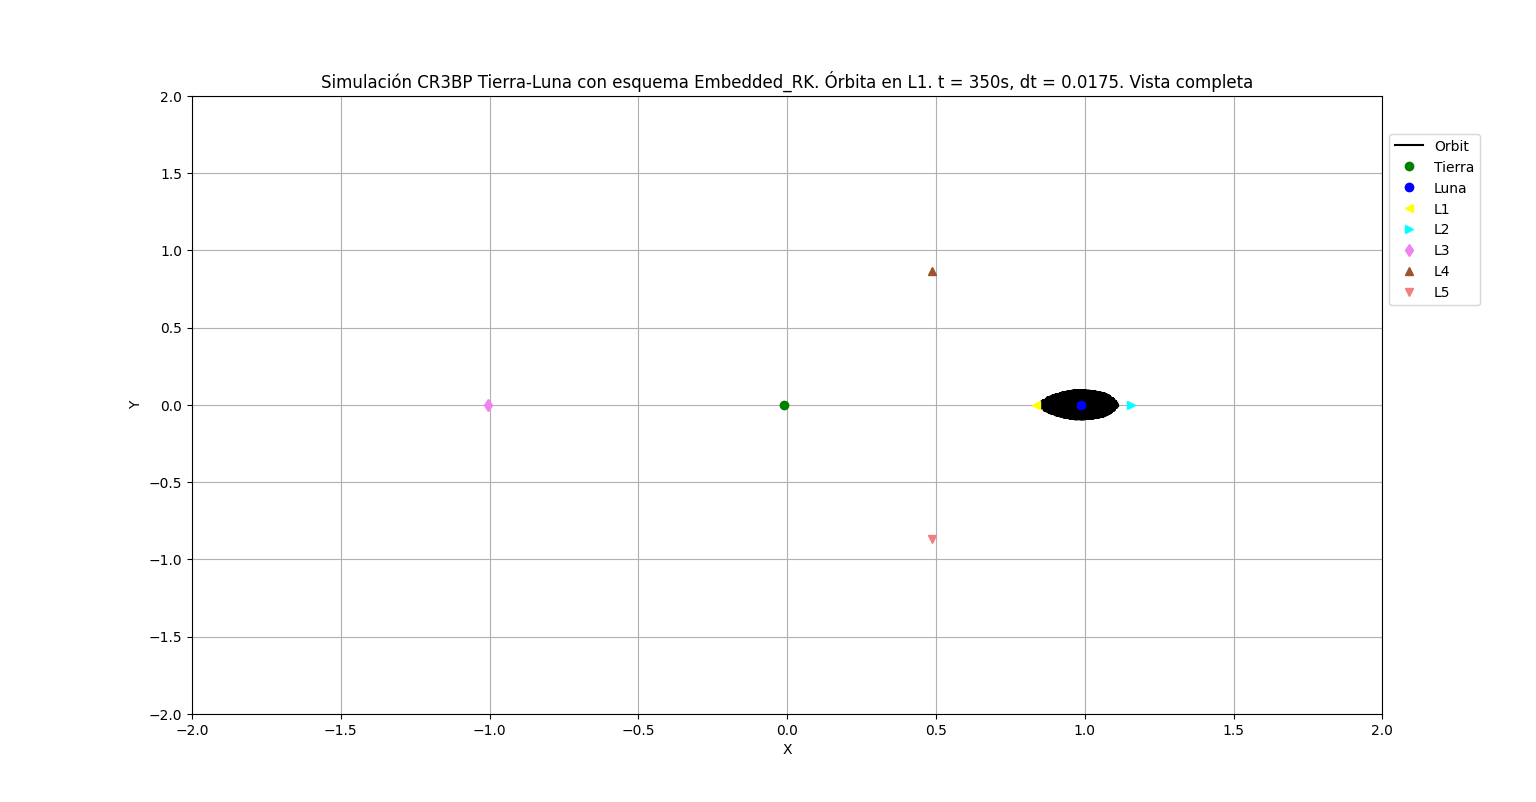 Simulación CR3BP Tierra-Luna con esquema Embedded_RK. Órbita en L1. t = 350s, dt = 0.0175. Vista completa
2.0
1.5
1.0
0.5
0.0
−0.5
−1.0
−1.5
−2.0
Y
−2.0 −1.5 −1.0 −0.5 0.0 0.5 1.0 1.5 2.0
X
Orbit
Tierra
Luna
L1
L2
L3
L4
L5